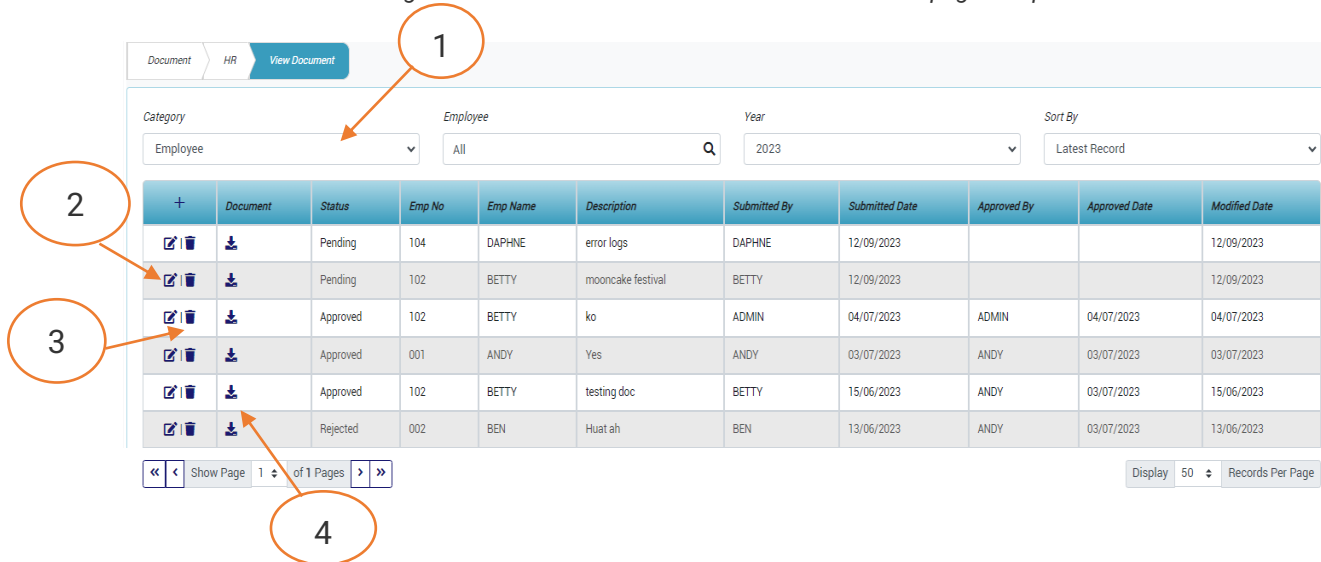 1
Document HR View Document
Category Employee Year Sort By
Employee All 2023 Latest Record
2
+ Document Status Emp No Emp Name Description Submitted By Submitted Date Approved By Approved Date Modified Date
Pending 104 DAPHNE error logs DAPHNE 12/09/2023 12/09/2023
Pending 102 BETTY mooncake festival BETTY 12/09/2023 12/09/2023
Approved 102 BETTY ko ADMIN 04/07/2023 ADMIN 04/07/2023 04/07/2023
3
Approved 001 ANDY Yes ANDY 03/07/2023 ANDY 03/07/2023 03/07/2023
Approved 102 BETTY testing doc BETTY 15/06/2023 ANDY 03/07/2023 15/06/2023
Rejected 002 BEN Huat ah BEN 13/06/2023 ANDY 03/07/2023 13/06/2023
« ‹ Show Page 1 of 1 Pages › » Display 50 Records Per Page
4